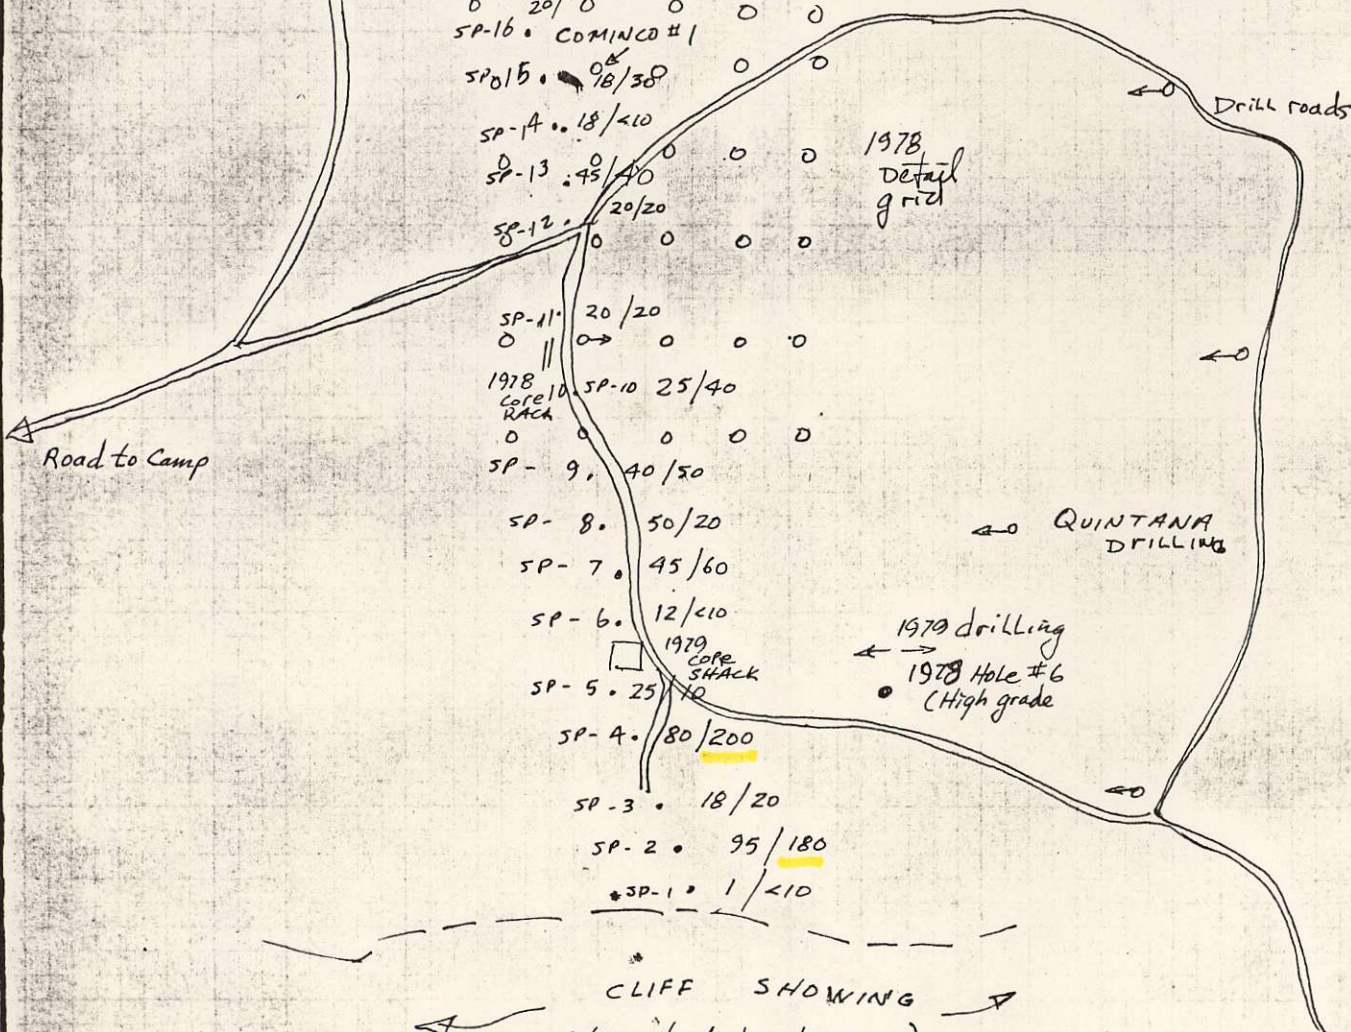 20/
SP-16 . COMINCO #1
SP-15 . 18/30
SP-14 .. 18/<10
SP-13 . 45/40
SP-12 . 20/20
SP-11 . 20/20
1978
Core
RACK
SP-10 25/40
SP- 9. 40/50
SP- 8. 50/20
SP- 7. 45/60
SP- 6. 12/<10
1979
CORE
SHACK
SP- 5. 25/10
SP-4. 80/200
SP-3 . 18/20
SP-2 . 95/180
SP-1 . 1/<10
CLIFF SHOWING
Road to Camp
1978
Detail
grid
Drill roads
QUINTANA
DRILLING
1979 drilling
1978 Hole #6
(High grade